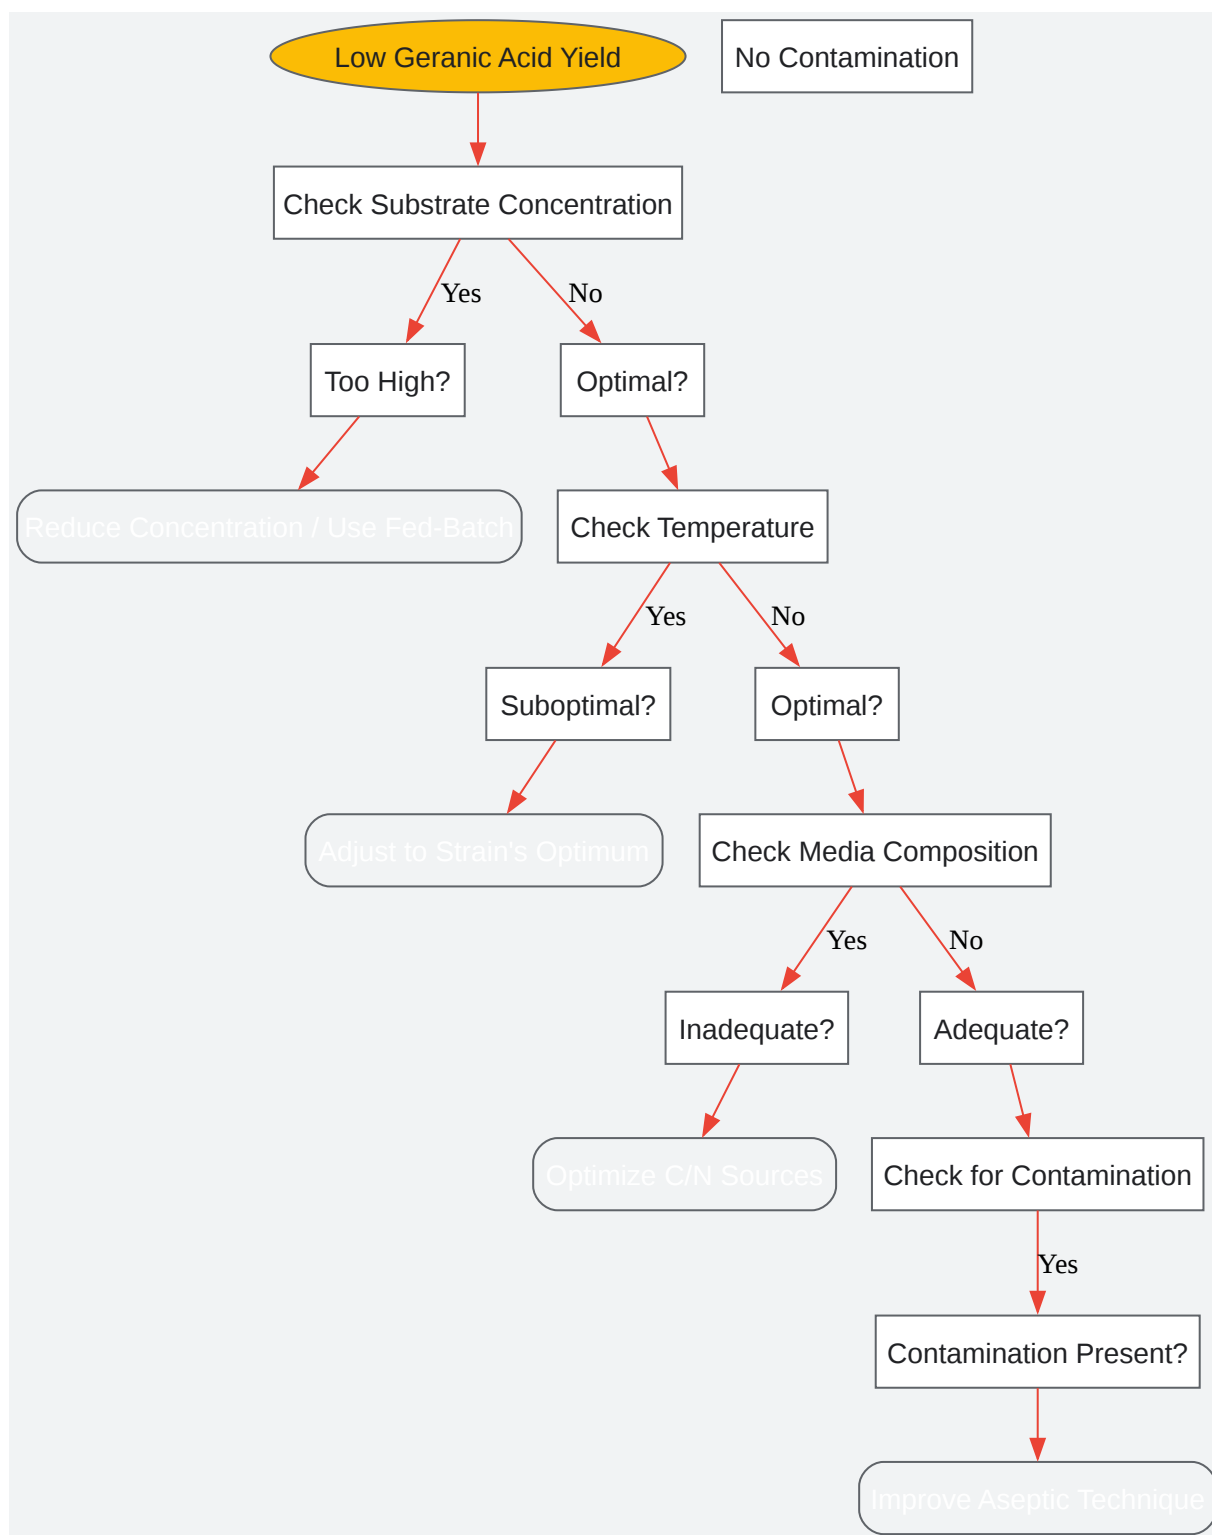 Low Geranic Acid Yield
No Contamination
Check Substrate Concentration
Yes
No
Too High?
Optimal?
Reduce Concentration / Use Fed-Batch
Check Temperature
Yes
No
Suboptimal?
Optimal?
Adjust to Strain's Optimum
Check Media Composition
Yes
No
Inadequate?
Adequate?
Optimize C/N Sources
Check for Contamination
Yes
Contamination Present?
Improve Aseptic Technique